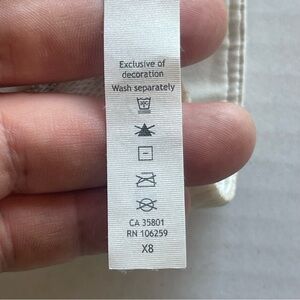 Exclusive of
decoration
Wash separately
CA 35801
RN 106259
X8